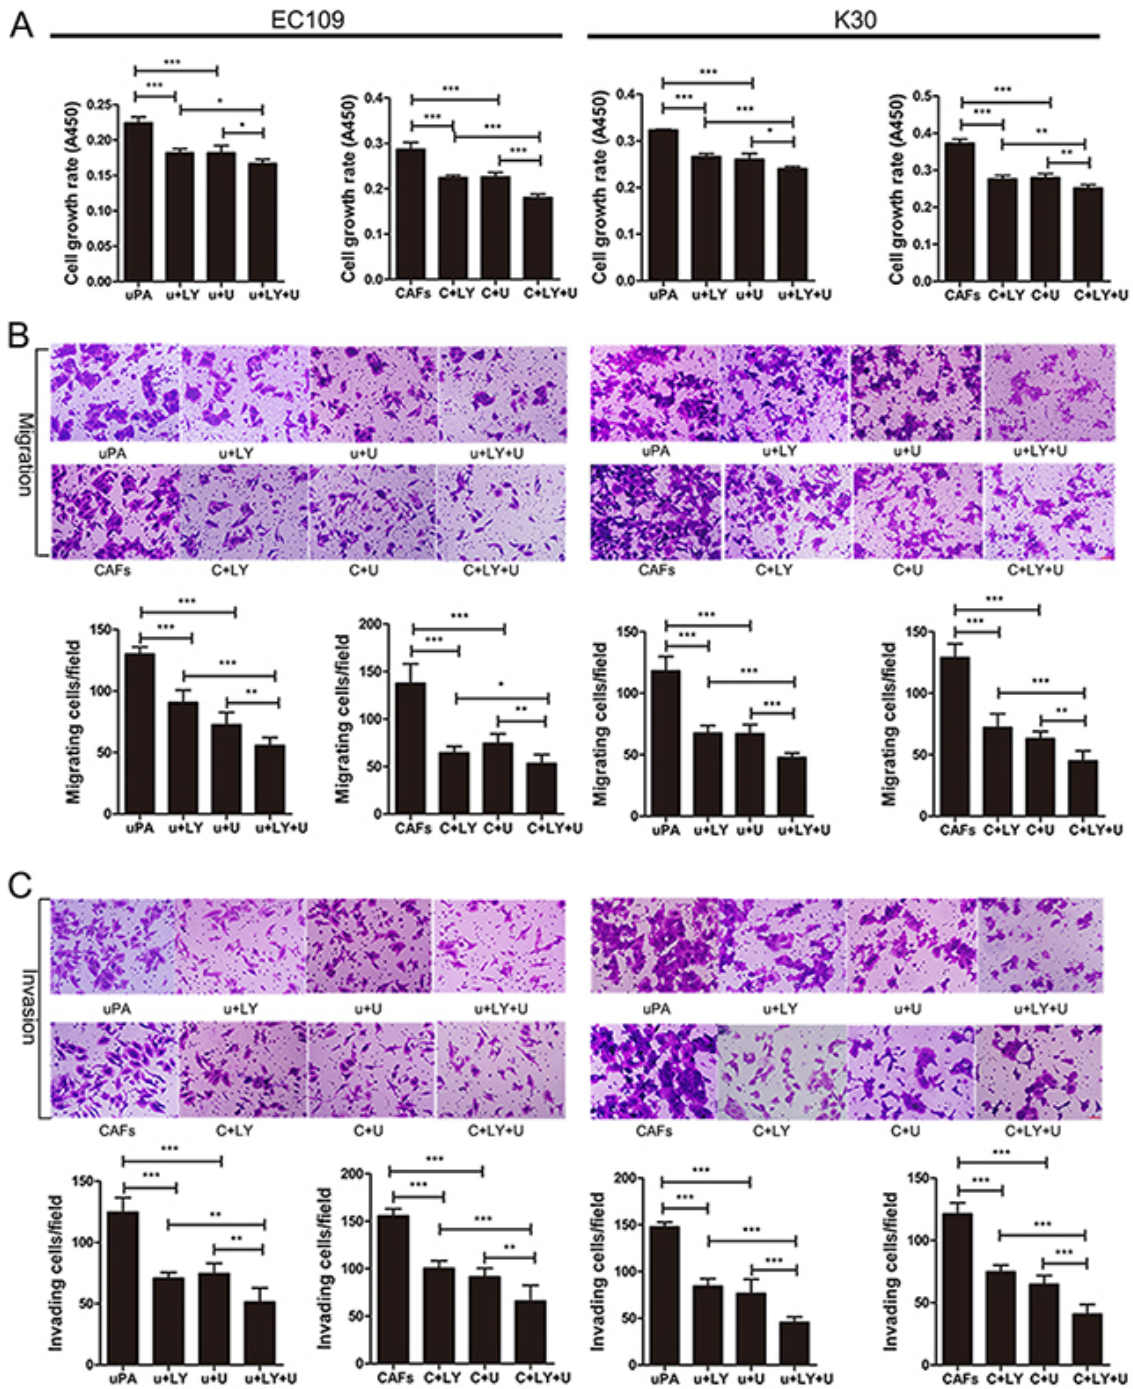 A EC109 K30
*** *** * *
Cell growth rate (A450)
0.25
0.20
0.15
0.10
0.05
0.00
uPA u+LY u+U u+LY+U
*** *** *** ***
Cell growth rate (A450)
0.4
0.3
0.2
0.1
0.0
CAFs C+LY C+U C+LY+U
*** *** *** *
Cell growth rate (A450)
0.4
0.3
0.2
0.1
0.0
uPA u+LY u+U u+LY+U
*** *** ** **
Cell growth rate (A450)
0.5
0.4
0.3
0.2
0.1
0.0
CAFs C+LY C+U C+LY+U
B
Migration
uPA u+LY u+U u+LY+U uPA u+LY u+U u+LY+U
CAFs C+LY C+U C+LY+U CAFs C+LY C+U C+LY+U
*** *** *** **
Migrating cells/field
150
100
50
0
uPA u+LY u+U u+LY+U
*** *** * **
Migrating cells/field
200
150
100
50
0
CAFs C+LY C+U C+LY+U
*** *** *** ***
Migrating cells/field
150
100
50
0
uPA u+LY u+U u+LY+U
*** *** *** **
Migrating cells/field
150
100
50
0
CAFs C+LY C+U C+LY+U
C
Invasion
uPA u+LY u+U u+LY+U uPA u+LY u+U u+LY+U
CAFs C+LY C+U C+LY+U CAFs C+LY C+U C+LY+U
*** *** ** **
Invading cells/field
150
100
50
0
uPA u+LY u+U u+LY+U
*** *** *** **
Invading cells/field
200
150
100
50
0
CAFs C+LY C+U C+LY+U
*** *** *** ***
Invading cells/field
200
150
100
50
0
uPA u+LY u+U u+LY+U
*** *** *** ***
Invading cells/field
150
100
50
0
CAFs C+LY C+U C+LY+U